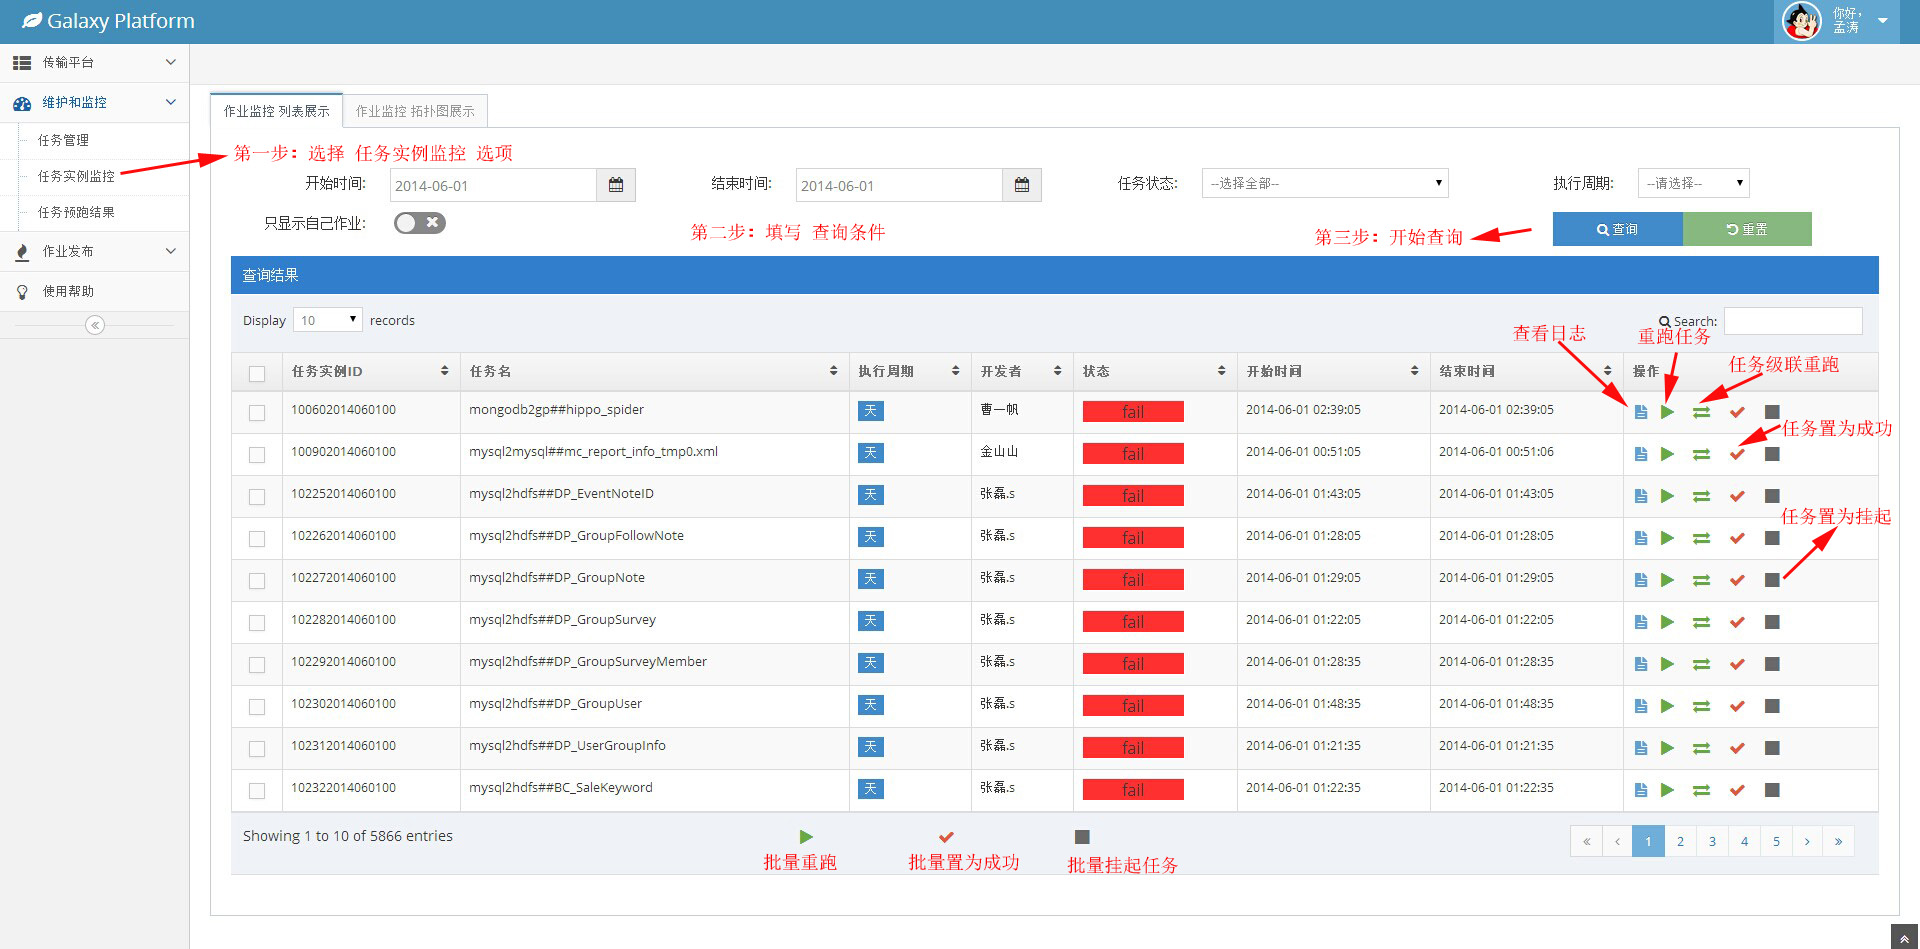 Galaxy Platform
你好，
孟涛
传输平台
维护和监控
任务管理
任务实例监控
任务预跑结果
作业发布
使用帮助
作业监控 列表展示
作业监控 拓扑图展示
第一步：选择 任务实例监控 选项
开始时间: 2014-06-01
结束时间: 2014-06-01
任务状态: --选择全部--
执行周期: --请选择--
只显示自己作业:
第二步：填写 查询条件
第三步：开始查询
查询
重置
查询结果
Display 10 records
Search:
查看日志
重跑任务
任务级联重跑
任务实例ID 任务名 执行周期 开发者 状态 开始时间 结束时间 操作
100602014060100 mongodb2gp##hippo_spider 天 曹一帆 fail 2014-06-01 02:39:05 2014-06-01 02:39:05
任务置为成功
100902014060100 mysql2mysql##mc_report_info_tmp0.xml 天 金山山 fail 2014-06-01 00:51:05 2014-06-01 00:51:06
102252014060100 mysql2hdfs##DP_EventNoteID 天 张磊.s fail 2014-06-01 01:43:05 2014-06-01 01:43:05
任务置为挂起
102262014060100 mysql2hdfs##DP_GroupFollowNote 天 张磊.s fail 2014-06-01 01:28:05 2014-06-01 01:28:05
102272014060100 mysql2hdfs##DP_GroupNote 天 张磊.s fail 2014-06-01 01:29:05 2014-06-01 01:29:05
102282014060100 mysql2hdfs##DP_GroupSurvey 天 张磊.s fail 2014-06-01 01:22:05 2014-06-01 01:22:05
102292014060100 mysql2hdfs##DP_GroupSurveyMember 天 张磊.s fail 2014-06-01 01:28:35 2014-06-01 01:28:35
102302014060100 mysql2hdfs##DP_GroupUser 天 张磊.s fail 2014-06-01 01:48:35 2014-06-01 01:48:35
102312014060100 mysql2hdfs##DP_UserGroupInfo 天 张磊.s fail 2014-06-01 01:21:35 2014-06-01 01:21:35
102322014060100 mysql2hdfs##BC_SaleKeyword 天 张磊.s fail 2014-06-01 01:22:35 2014-06-01 01:22:35
Showing 1 to 10 of 5866 entries
批量重跑
批量置为成功
批量挂起任务
« ‹ 1 2 3 4 5 › »